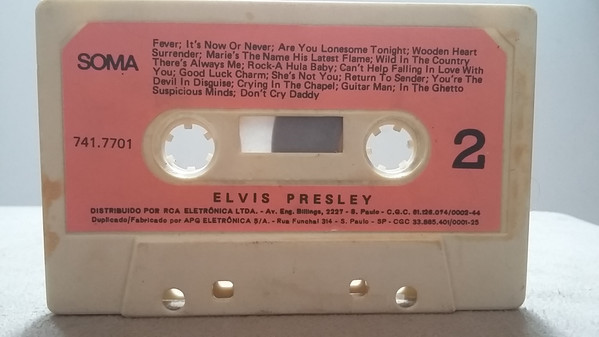 SOMA
Fever; It's Now Or Never; Are You Lonesome Tonight; Wooden Heart
Surrender; Marie's The Name His Latest Flame; Wild In The Country
There's Always Me; Rock-A Hula Baby; Can't Help Falling In Love With
You; Good Luck Charm; She's Not You; Return To Sender; You're The
Devil In Disguise; Crying In The Chapel; Guitar Man; In The Ghetto
Suspicious Minds; Don't Cry Daddy
741.7701
2
ELVIS PRESLEY
DISTRIBUIDO POR RCA ELETRÔNICA LTDA. - Av. Eng. Billings, 2227 - S. Paulo - C.G.C. 61.128.074/0002-44
Duplicado/Fabricado por APG ELETRÔNICA S/A. - Rua Funchal 314 - S. Paulo - SP - CGC 33.865.401/0001-25